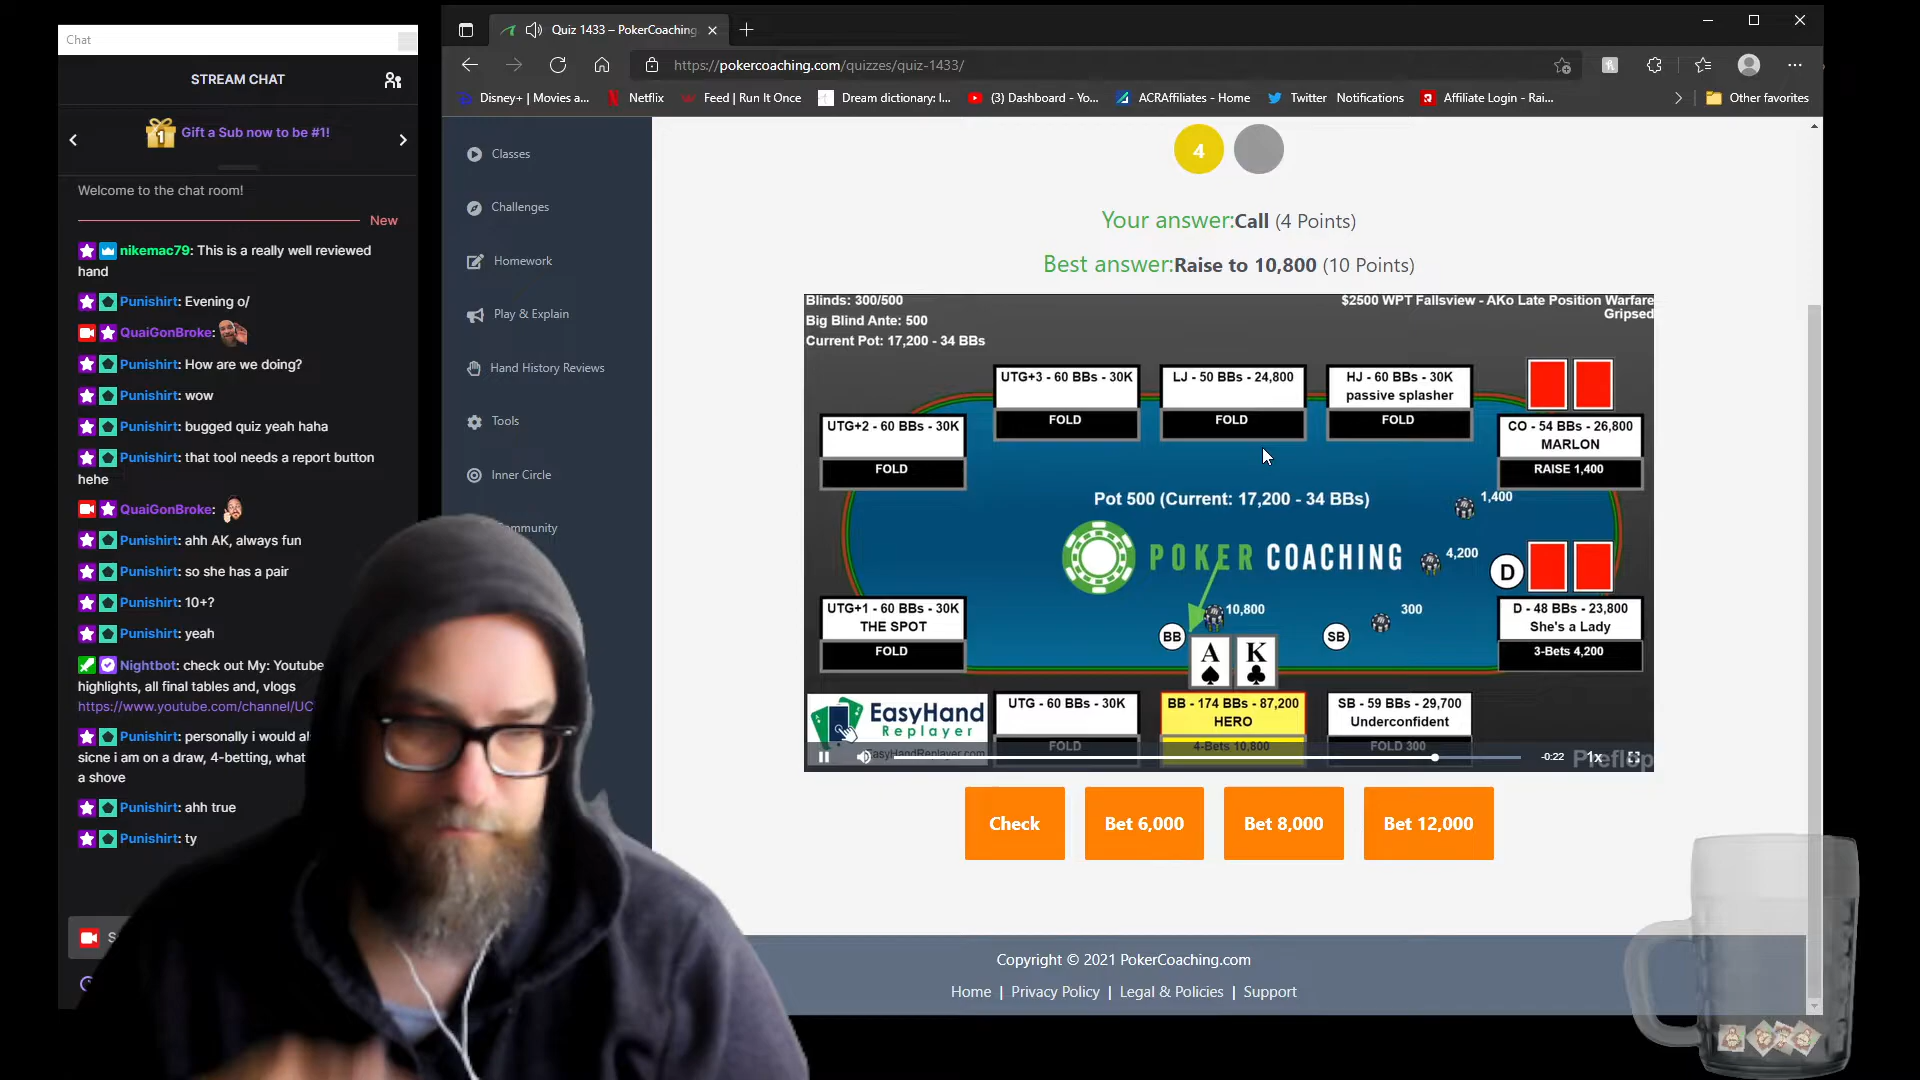 Chat
STREAM CHAT
1
Gift a Sub now to be #1!
Welcome to the chat room!
New
nikemac79: This is a really well reviewed
hand
Punishirt: Evening o/
QuaiGonBroke:
Punishirt: How are we doing?
Punishirt: wow
Punishirt: bugged quiz yeah haha
Punishirt: that tool needs a report button
hehe
QuaiGonBroke:
Punishirt: ahh AK, always fun
Punishirt: so she has a pair
Punishirt: 10+?
Punishirt: yeah
Nightbot: check out My: Youtube
highlights, all final tables and, vlogs
https://www.youtube.com/channel/UC
Punishirt: personally i would al
sicne i am on a draw, 4-betting, what
a shove
Punishirt: ahh true
Punishirt: ty
S
Quiz 1433 – PokerCoaching
https://pokercoaching.com/quizzes/quiz-1433/
Disney+ | Movies a...
Netflix
Feed | Run It Once
Dream dictionary: I...
(3) Dashboard - Yo...
ACRAffiliates - Home
Twitter
Notifications
Affiliate Login - Rai...
Other favorites
Classes
Challenges
Homework
Play & Explain
Hand History Reviews
Tools
Inner Circle
ommunity
4
Your answer:Call (4 Points)
Best answer:Raise to 10,800 (10 Points)
Blinds: 300/500
Big Blind Ante: 500
Current Pot: 17,200 - 34 BBs
$2500 WPT Fallsview - AKo Late Position Warfare
Gripsed
UTG+3 - 60 BBs - 30K
FOLD
LJ - 50 BBs - 24,800
FOLD
HJ - 60 BBs - 30K
passive splasher
FOLD
UTG+2 - 60 BBs - 30K
FOLD
CO - 54 BBs - 26,800
MARLON
RAISE 1,400
Pot 500 (Current: 17,200 - 34 BBs)
1,400
POKER COACHING
4,200
D
10,800
300
BB
SB
A K
UTG+1 - 60 BBs - 30K
THE SPOT
FOLD
D - 48 BBs - 23,800
She's a Lady
3-Bets 4,200
EasyHand
Replayer
EasyHandReplayer.com
UTG - 60 BBs - 30K
FOLD
BB - 174 BBs - 87,200
HERO
4-Bets 10,800
SB - 59 BBs - 29,700
Underconfident
FOLD 300
-0:22
1x
Preflop
Check
Bet 6,000
Bet 8,000
Bet 12,000
Copyright © 2021 PokerCoaching.com
Home | Privacy Policy | Legal & Policies | Support